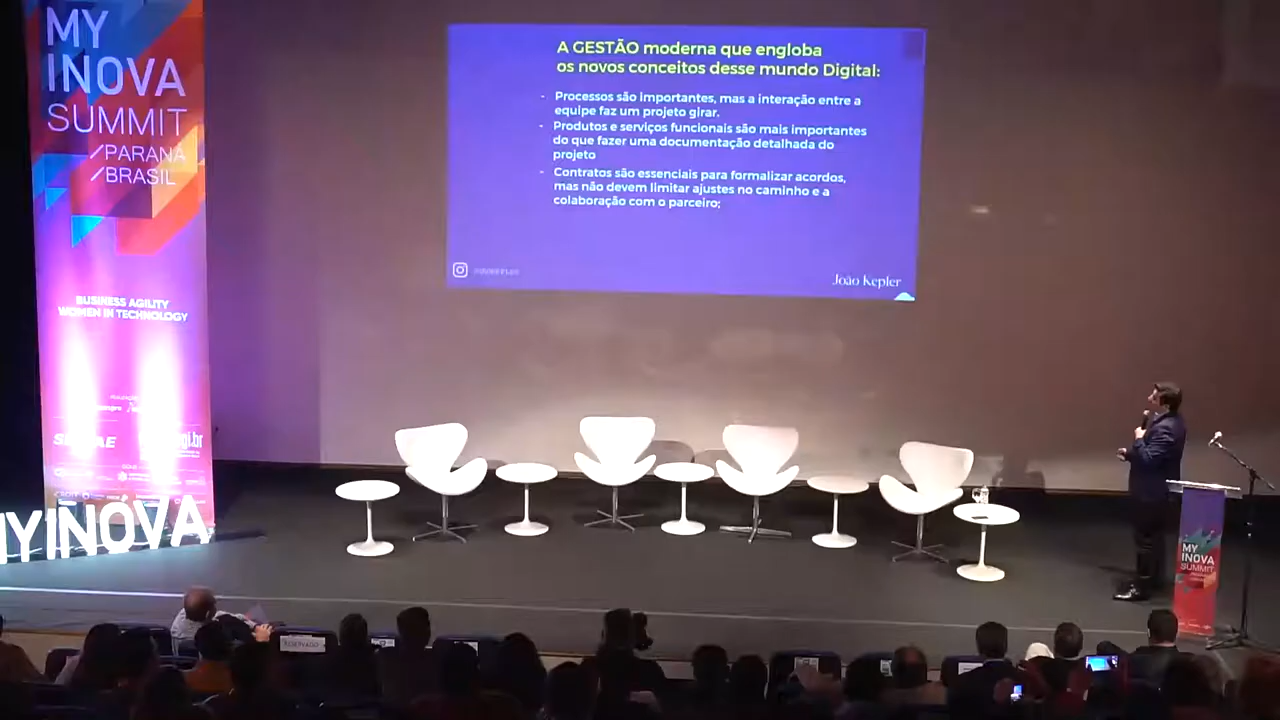 MY
INOVA
SUMMIT
/PARANÁ
/BRASIL
BUSINESS AGILITY
WOMEN IN TECHNOLOGY
MYINOVA
A GESTÃO moderna que engloba
os novos conceitos desse mundo Digital:
- Processos são importantes, mas a interação entre a
equipe faz um projeto girar.
- Produtos e serviços funcionais são mais importantes
do que fazer uma documentação detalhada do
projeto
- Contratos são essenciais para formalizar acordos,
mas não devem limitar ajustes no caminho e a
colaboração com o parceiro;
João Kepler
MY
INOVA
SUMMIT
RESERVADO